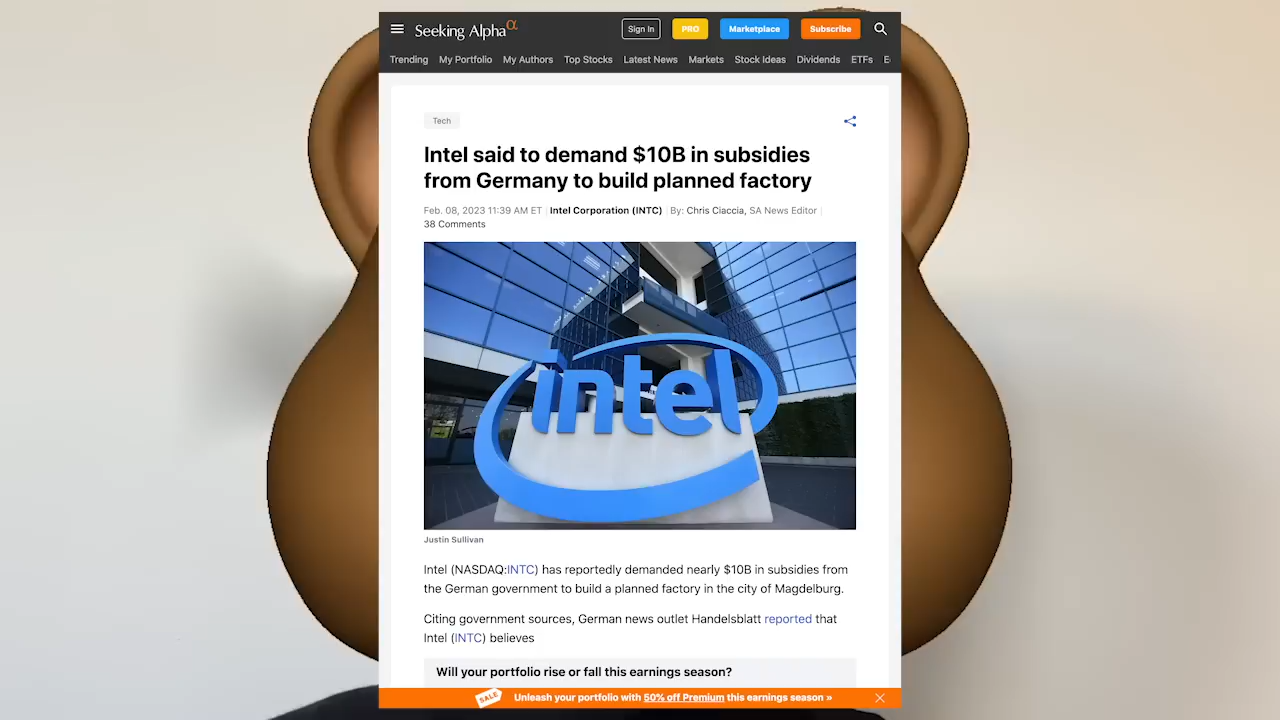 Seeking Alpha α
Sign In
PRO
Marketplace
Subscribe
Trending My Portfolio My Authors Top Stocks Latest News Markets Stock Ideas Dividends ETFs E
Tech
Intel said to demand $10B in subsidies
from Germany to build planned factory
Feb. 08, 2023 11:39 AM ET | Intel Corporation (INTC) | By: Chris Ciaccia, SA News Editor |
38 Comments
intel
Justin Sullivan
Intel (NASDAQ:INTC) has reportedly demanded nearly $10B in subsidies from
the German government to build a planned factory in the city of Magdelburg.
Citing government sources, German news outlet Handelsblatt reported that
Intel (INTC) believes
Will your portfolio rise or fall this earnings season?
SALE Unleash your portfolio with 50% off Premium this earnings season »